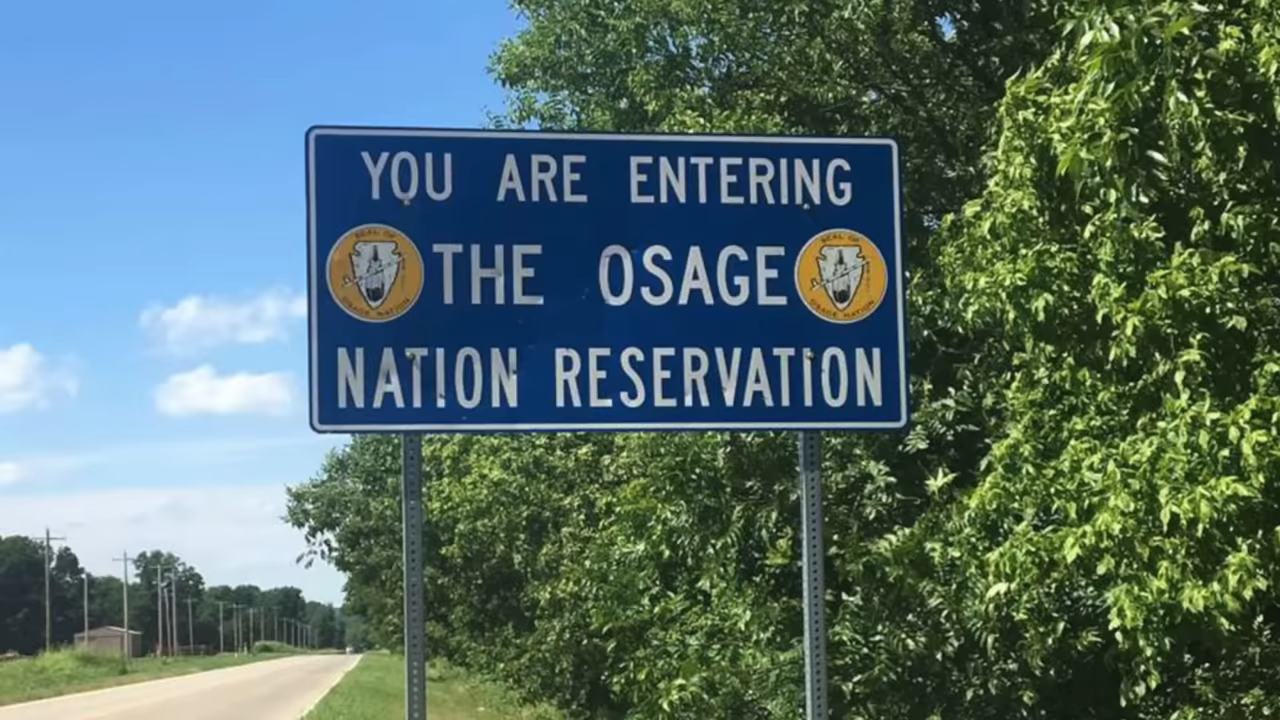 YOU ARE ENTERING
SEAL OF
OSAGE NATION
THE OSAGE
SEAL OF
OSAGE NATION
NATION RESERVATION